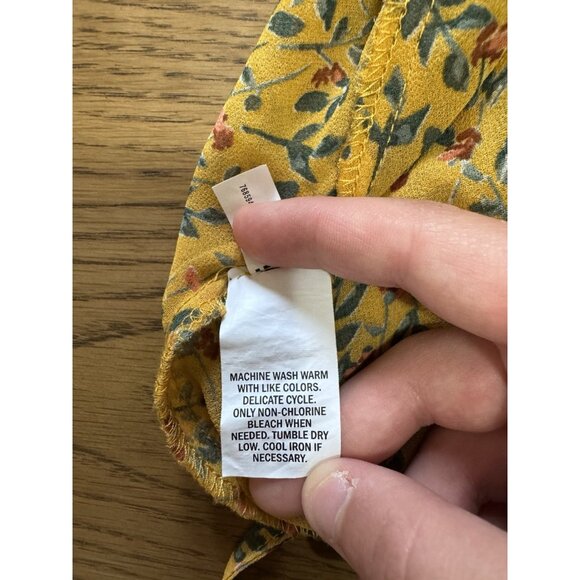 MACHINE WASH WARM
WITH LIKE COLORS.
DELICATE CYCLE.
ONLY NON-CHLORINE
BLEACH WHEN
NEEDED. TUMBLE DRY
LOW. COOL IRON IF
NECESSARY.